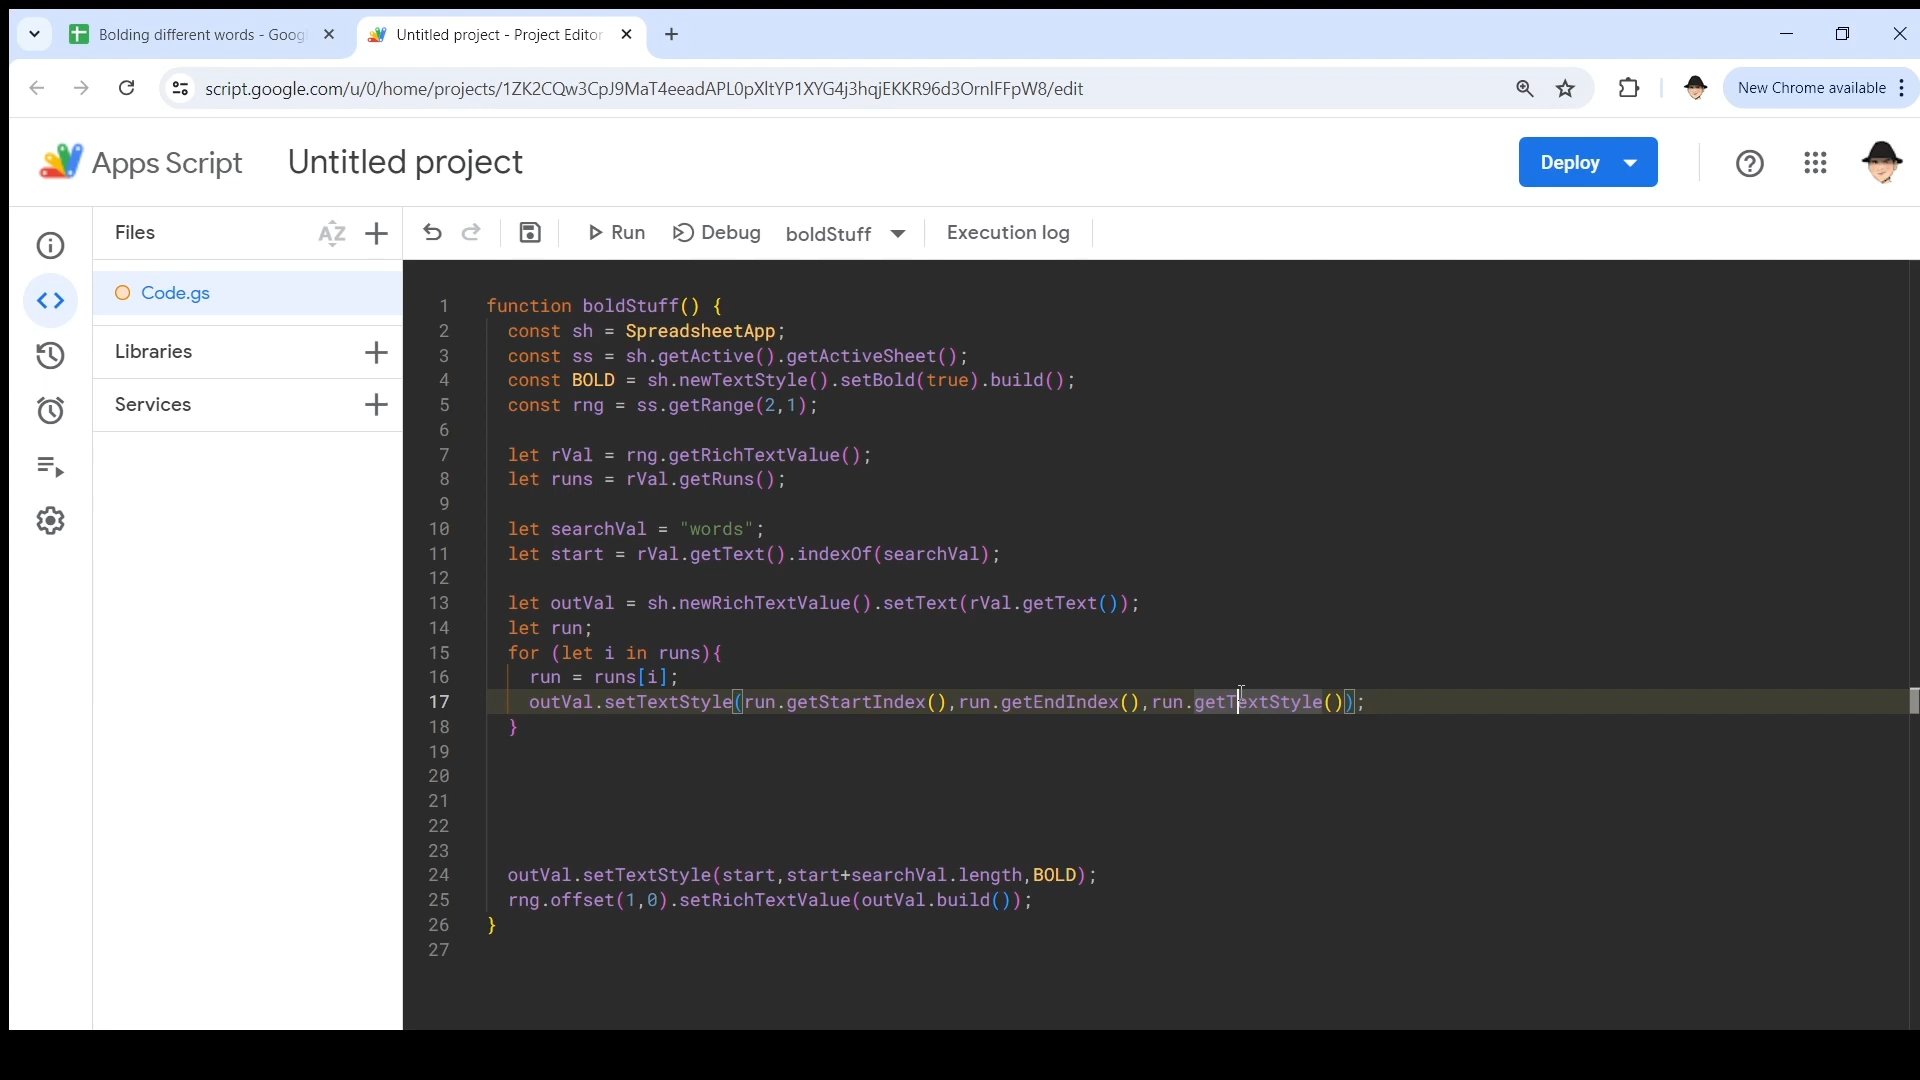 Bolding different words - Goog
Untitled project - Project Editor
script.google.com/u/0/home/projects/1ZK2CQw3CpJ9MaT4eeadAPL0pXltYP1XYG4j3hqjEKKR96d3OrnlFFpW8/edit
New Chrome available
Apps Script
Untitled project
Deploy
Files
AZ
Run
Debug
boldStuff
Execution log
Code.gs
Libraries
Services
1 function boldStuff() {
2 const sh = SpreadsheetApp;
3 const ss = sh.getActive().getActiveSheet();
4 const BOLD = sh.newTextStyle().setBold(true).build();
5 const rng = ss.getRange(2,1);
6
7 let rVal = rng.getRichTextValue();
8 let runs = rVal.getRuns();
9
10 let searchVal = "words";
11 let start = rVal.getText().indexOf(searchVal);
12
13 let outVal = sh.newRichTextValue().setText(rVal.getText());
14 let run;
15 for (let i in runs){
16 run = runs[i];
17 outVal.setTextStyle(run.getStartIndex(),run.getEndIndex(),run.getTextStyle());
18 }
19
20
21
22
23
24 outVal.setTextStyle(start,start+searchVal.length,BOLD);
25 rng.offset(1,0).setRichTextValue(outVal.build());
26 }
27